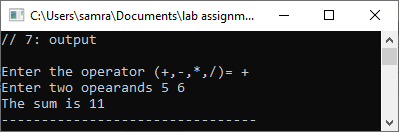 C:\Users\samra\Documents\lab assignm...
// 7: output
Enter the operator (+,-,*,/)= +
Enter two opearands 5 6
The sum is 11
--------------------------------